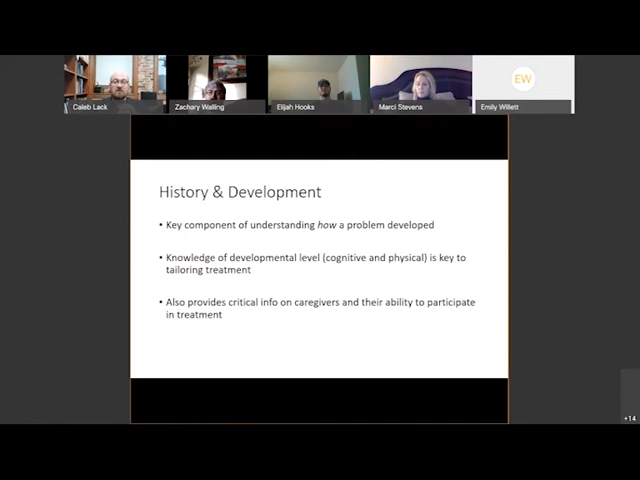 EW
Caleb Lack
Zachary Walling
Elijah Hooks
Marci Stevens
Emily Willett
History & Development
• Key component of understanding how a problem developed
• Knowledge of developmental level (cognitive and physical) is key to
tailoring treatment
• Also provides critical info on caregivers and their ability to participate
in treatment
+14